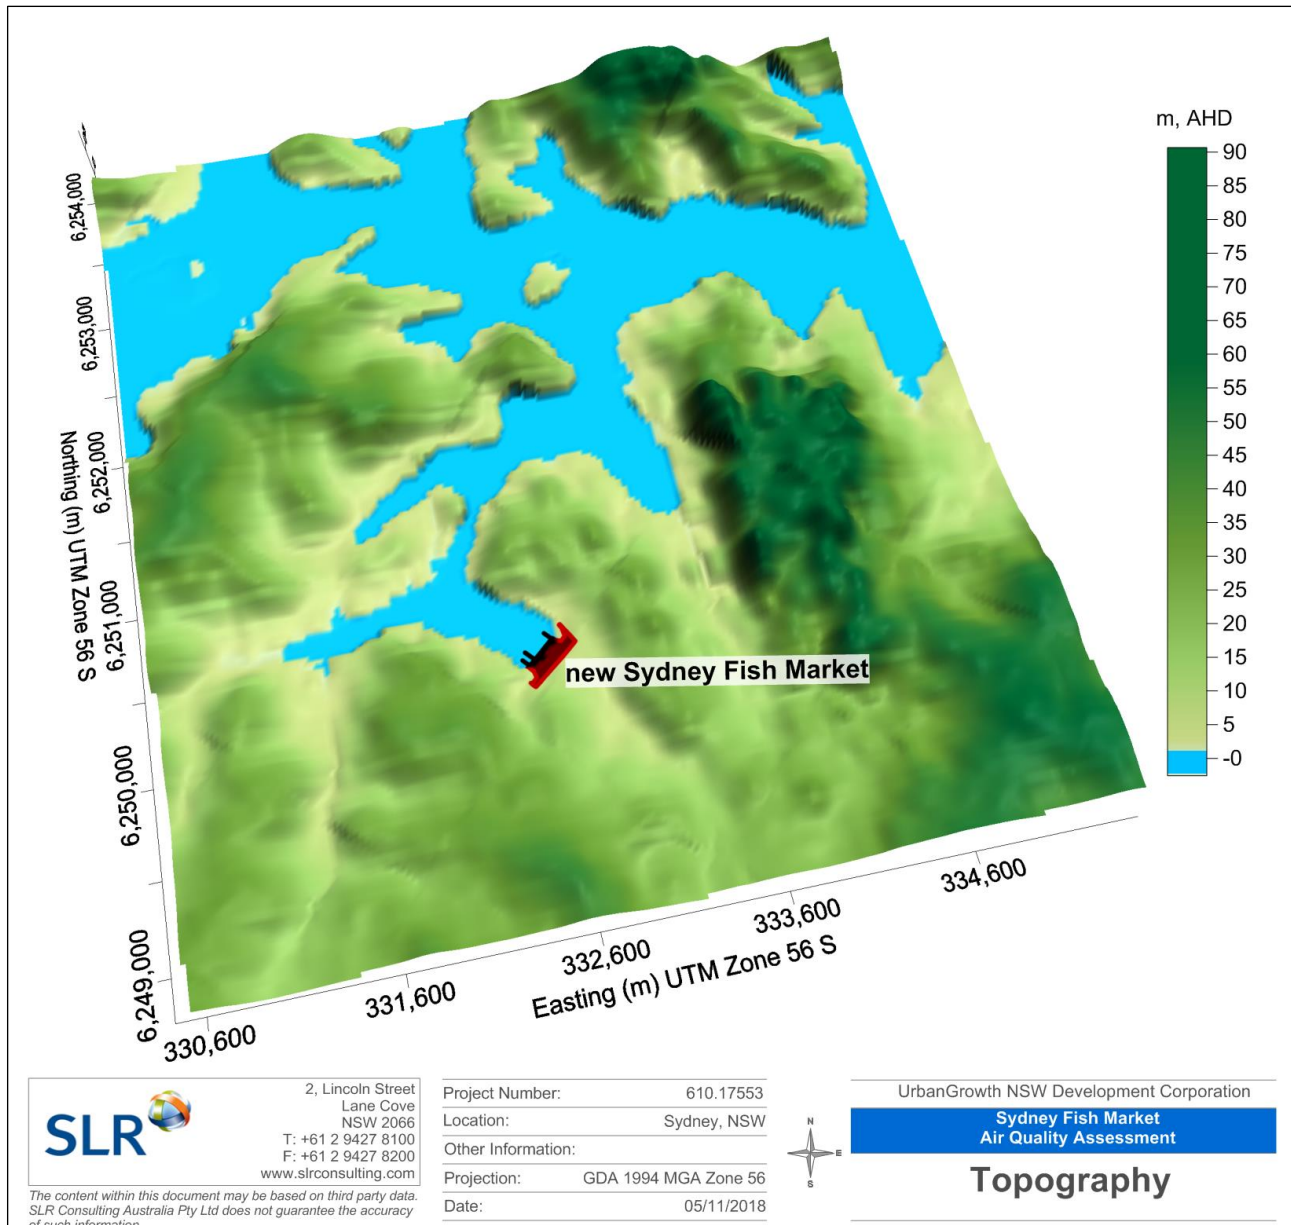 m, AHD
90
85
80
75
70
65
60
55
50
45
40
35
30
25
20
15
10
5
-0
6,254,000
6,253,000
6,252,000
6,251,000
6,250,000
6,249,000
Northing (m) UTM Zone 56 S
new Sydney Fish Market
330,600
331,600
332,600
333,600
334,600
Easting (m) UTM Zone 56 S
SLR
2, Lincoln Street
Lane Cove
NSW 2066
T: +61 2 9427 8100
F: +61 2 9427 8200
www.slrconsulting.com
The content within this document may be based on third party data.
SLR Consulting Australia Pty Ltd does not guarantee the accuracy
of such information.
Project Number: 610.17553
Location: Sydney, NSW
Other Information:
Projection: GDA 1994 MGA Zone 56
Date: 05/11/2018
N
E
S
UrbanGrowth NSW Development Corporation
Sydney Fish Market
Air Quality Assessment
Topography